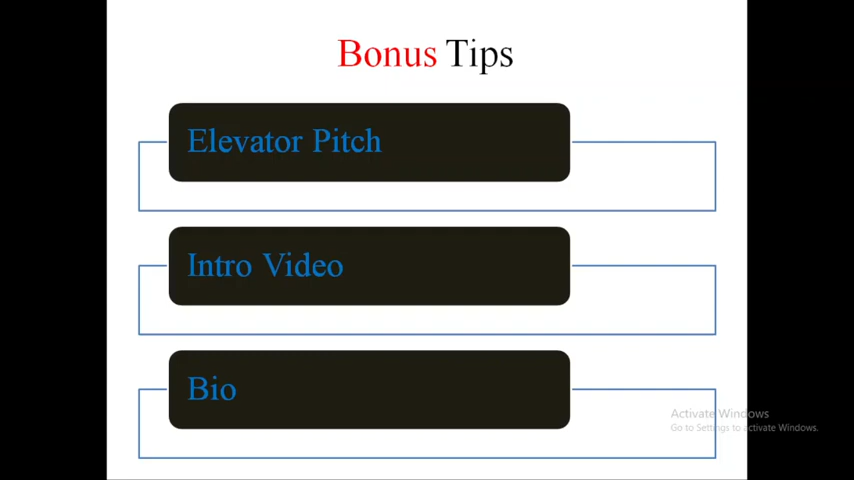 Bonus Tips
Elevator Pitch
Intro Video
Bio
Activate Windows
Go to Settings to activate Windows.